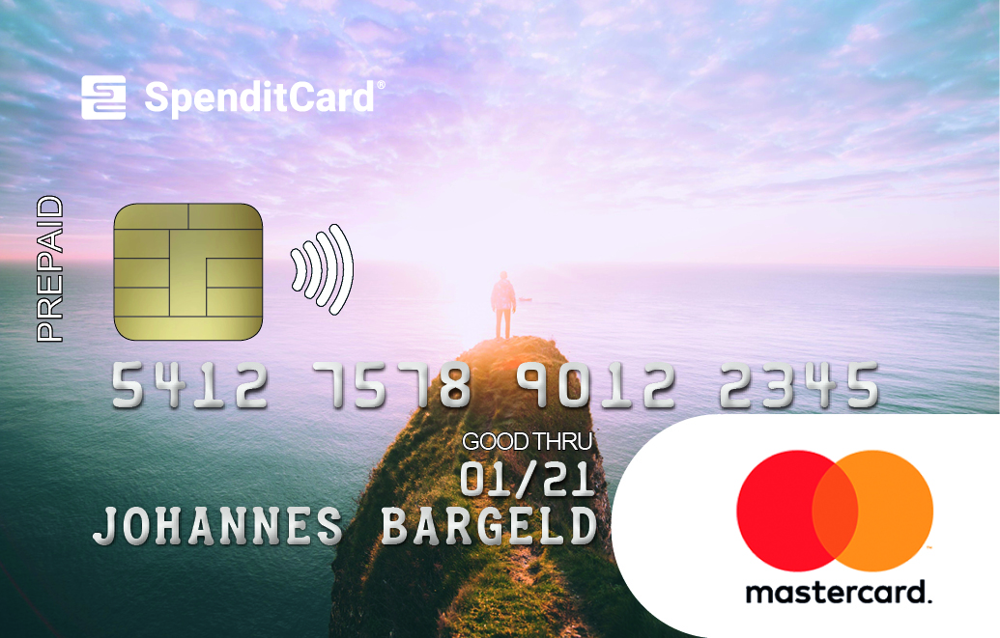 SpenditCard®
PREPAID
5412 7578 9012 2345
GOOD THRU
01/21
JOHANNES BARGELD
mastercard.